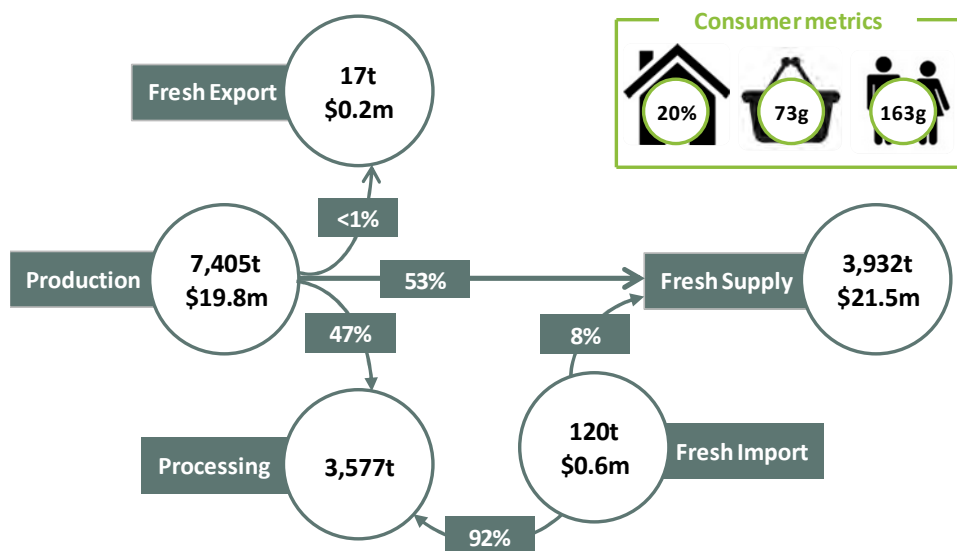 Consumer metrics
20%
73g
163g
Fresh Export
17t
$0.2m
<1%
Production
7,405t
$19.8m
53%
Fresh Supply
3,932t
$21.5m
47%
8%
Processing
3,577t
120t
$0.6m
Fresh Import
92%